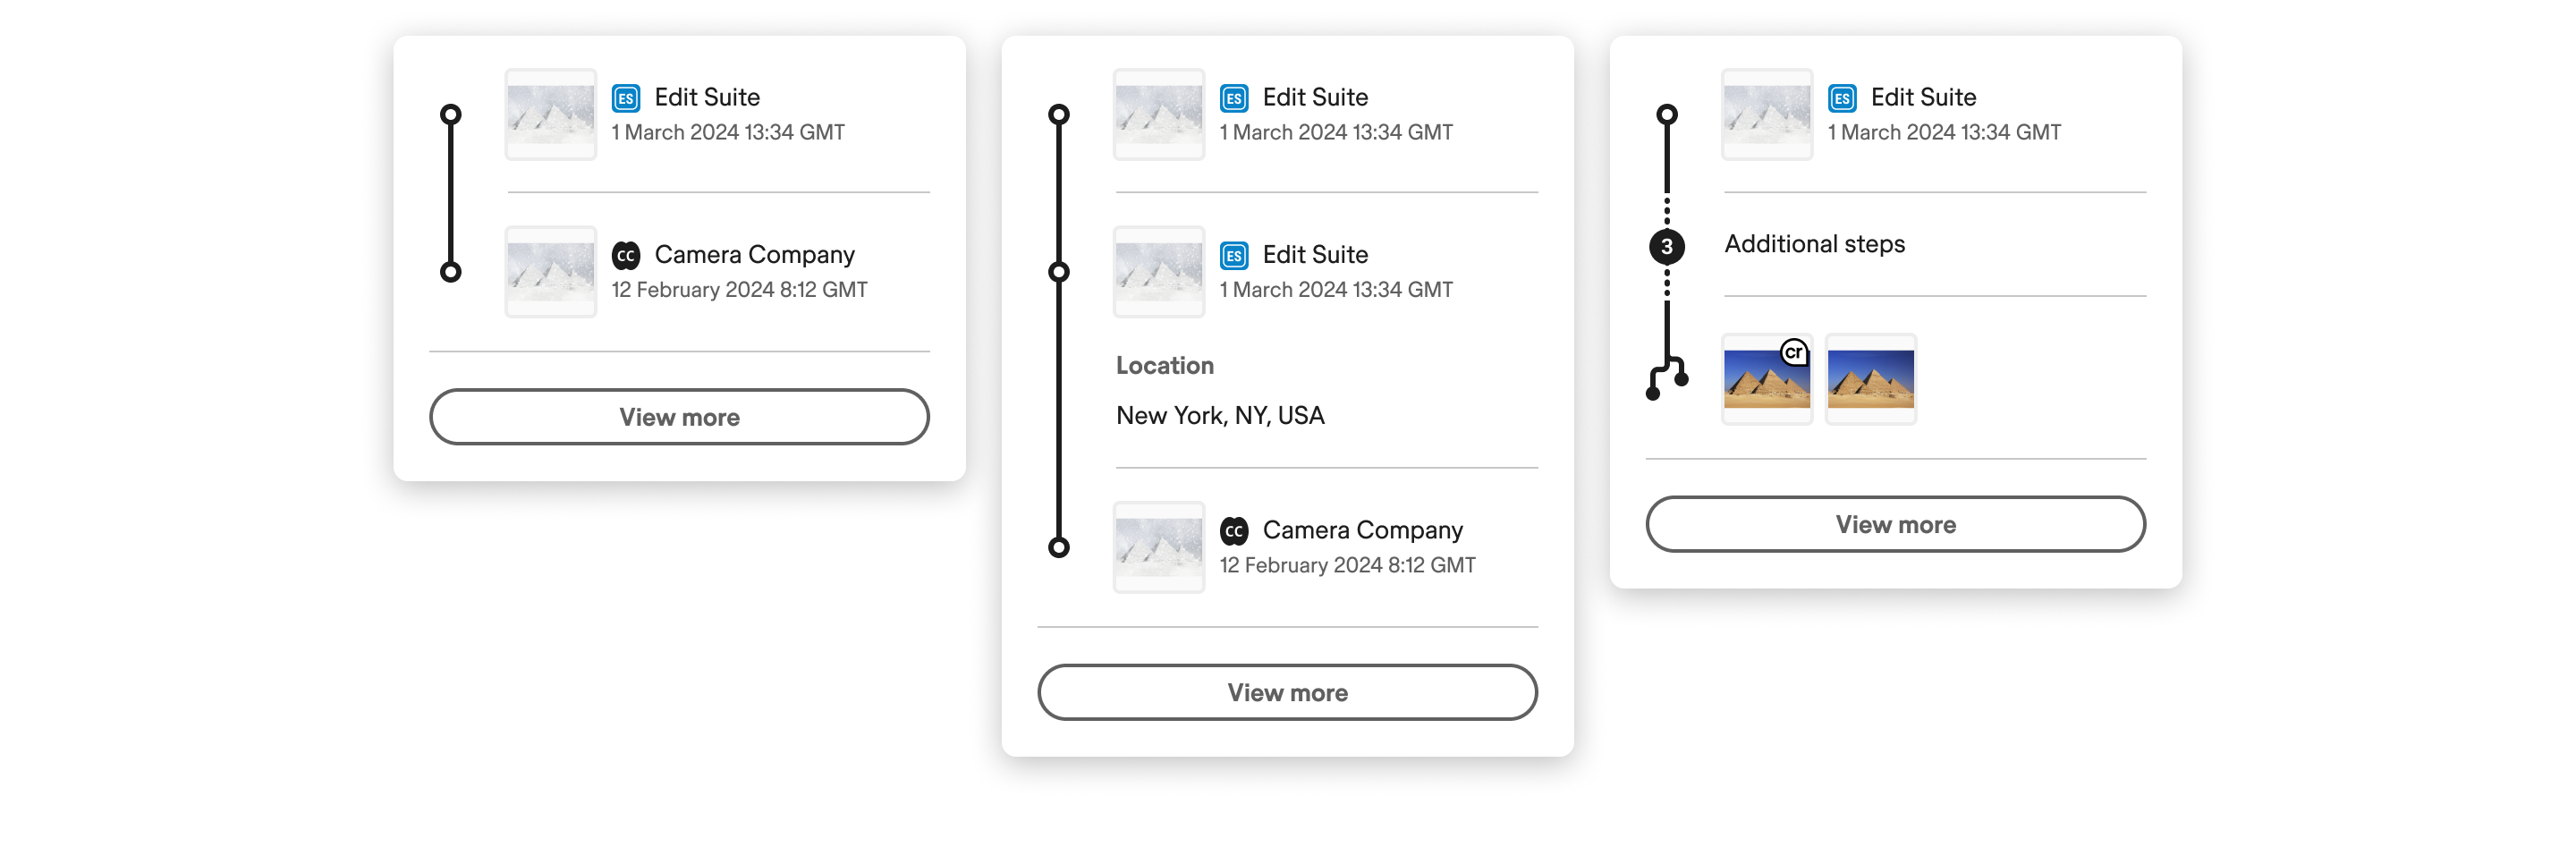 ES Edit Suite
1 March 2024 13:34 GMT
CC Camera Company
12 February 2024 8:12 GMT
View more
ES Edit Suite
1 March 2024 13:34 GMT
ES Edit Suite
1 March 2024 13:34 GMT
Location
New York, NY, USA
CC Camera Company
12 February 2024 8:12 GMT
View more
ES Edit Suite
1 March 2024 13:34 GMT
3 Additional steps
cr
View more